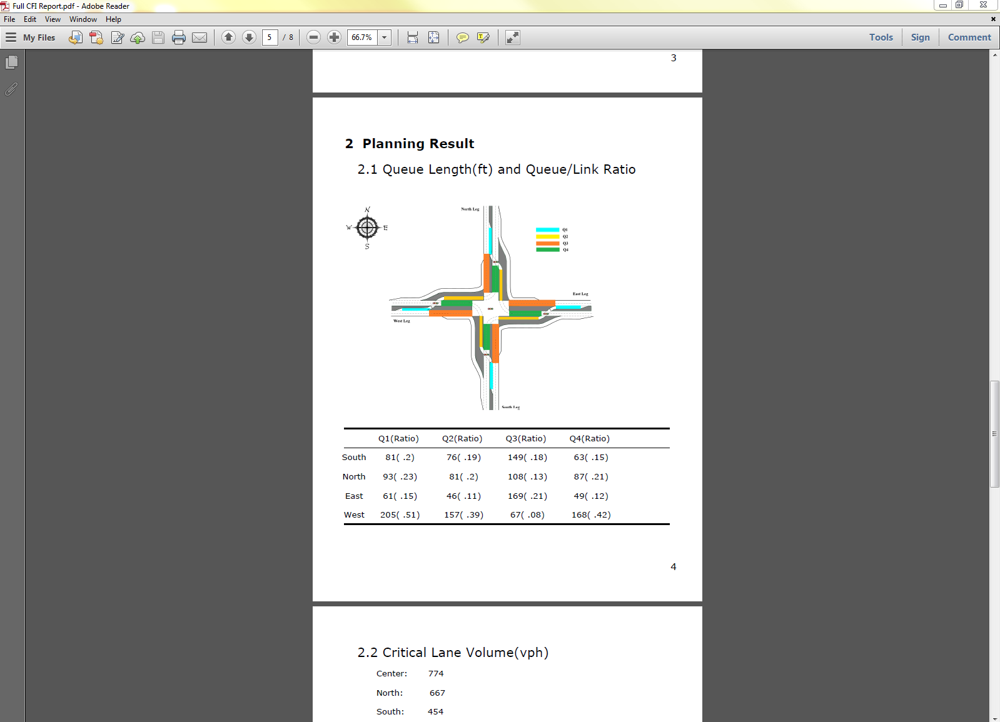 Full CFI Report.pdf - Adobe Reader
File Edit View Window Help
My Files 5 / 8 66.7% Tools Sign Comment
3
2 Planning Result
2.1 Queue Length(ft) and Queue/Link Ratio
N
W E
S
North Leg
Q1
Q2
Q3
Q4
East Leg
West Leg
South Leg
Q1(Ratio) Q2(Ratio) Q3(Ratio) Q4(Ratio)
South 81( .2) 76( .19) 149( .18) 63( .15)
North 93( .23) 81( .2) 108( .13) 87( .21)
East 61( .15) 46( .11) 169( .21) 49( .12)
West 205( .51) 157( .39) 67( .08) 168( .42)
4
2.2 Critical Lane Volume(vph)
Center: 774
North: 667
South: 454